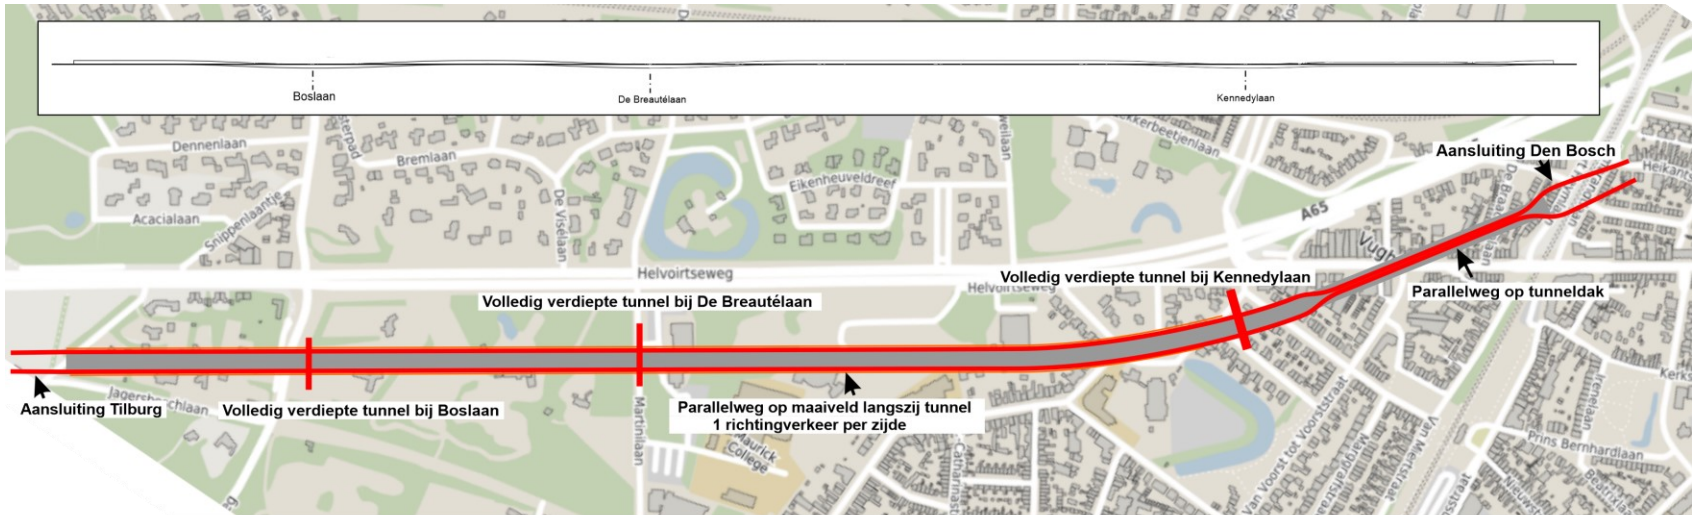 Boslaan
De Breautélaan
Kennedylaan
Dennenlaan
Bremlaan
Acacialaan
Snippenlaantje
De Viselaan
Eikenheuveldreef
Aansluiting Den Bosch
A65
Helvoirtseweg
Volledig verdiepte tunnel bij Kennedylaan
Volledig verdiepte tunnel bij De Breautélaan
Parallelweg op tunneldak
Aansluiting Tilburg
Volledig verdiepte tunnel bij Boslaan
Parallelweg op maaiveld langszij tunnel
1 richtingverkeer per zijde
Martinilaan
Maurick
College
Van Voorst tot Voorststraat
Irenelaan
Prins Bernhardlaan